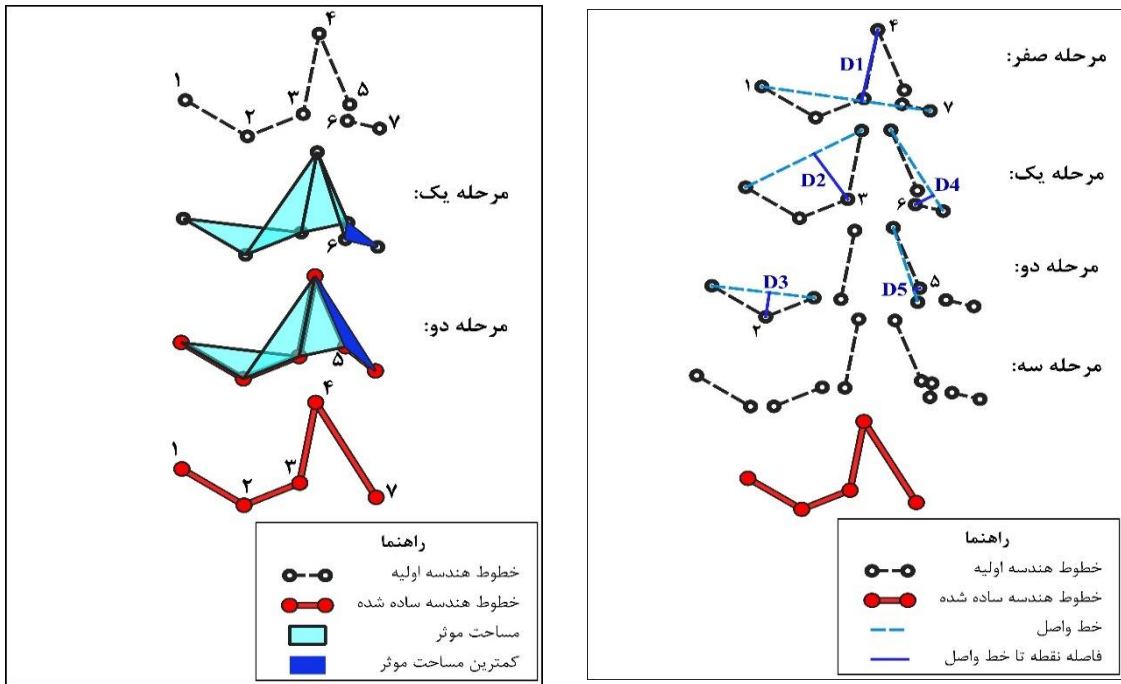 ۴
۱
۳
۵
۲
۶
۷
مرحله یک:
۶
مرحله دو:
۵
۴
۱
۳
۲
۷
راهنما
خطوط هندسه اولیه
خطوط هندسه ساده شده
مساحت موثر
کمترین مساحت موثر
۴
مرحله صفر:
D1
۱
۷
مرحله یک:
D2
D4
۳
۶
مرحله دو:
D3
D5
۵
۲
مرحله سه:
راهنما
خطوط هندسه اولیه
خطوط هندسه ساده شده
خط واصل
فاصله نقطه تا خط واصل